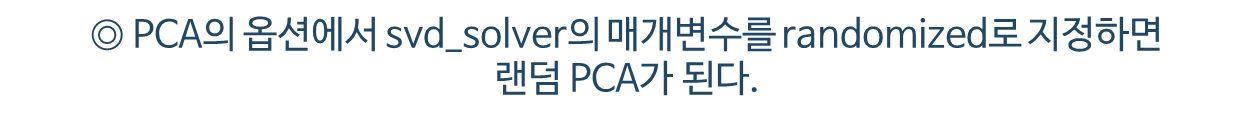 ◎ PCA의 옵션에서 svd_solver의 매개변수를 randomized로 지정하면
랜덤 PCA가 된다.